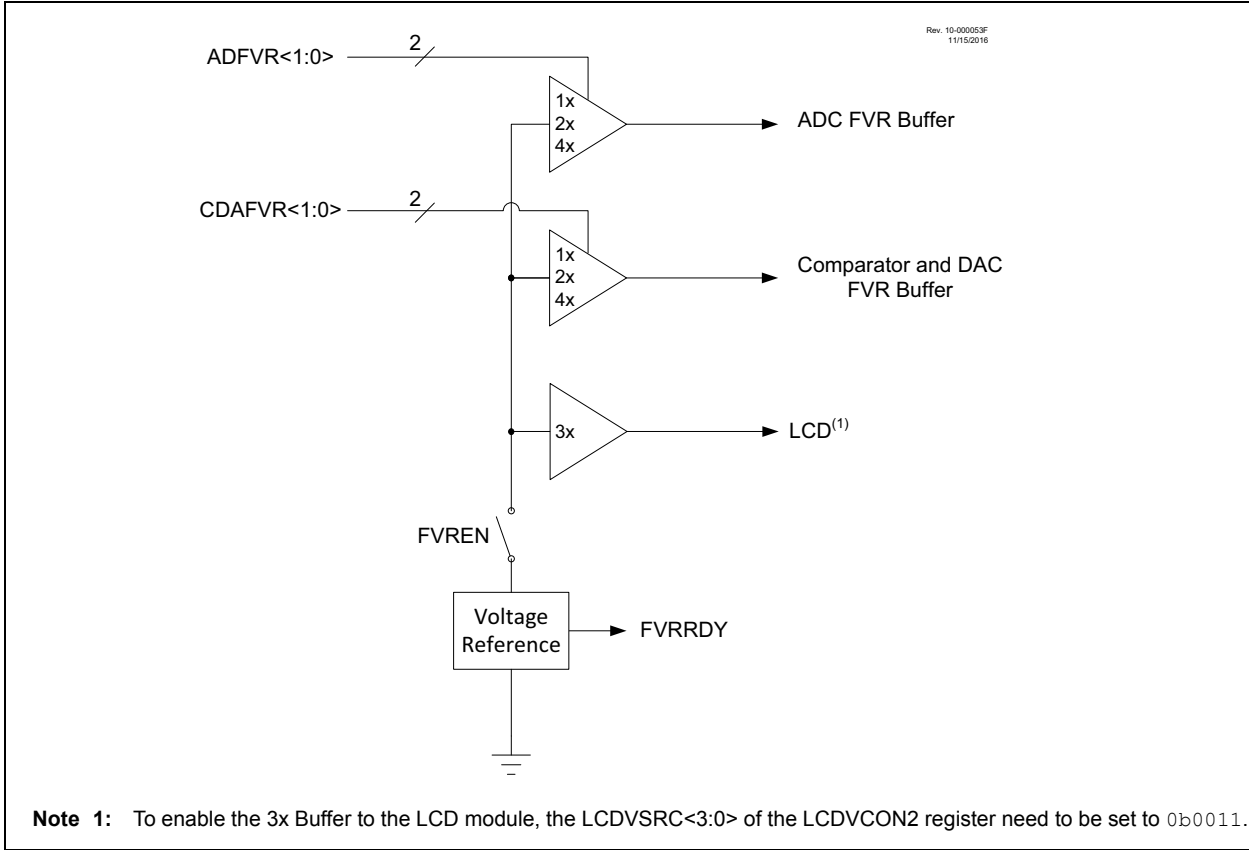 Rev. 10-000053F
11/15/2016
ADFVR<1:0>
2
1x
2x
4x
ADC FVR Buffer
CDAFVR<1:0>
2
1x
2x
4x
Comparator and DAC
FVR Buffer
3x
LCD(1)
FVREN
Voltage
Reference
FVRRDY
Note 1: To enable the 3x Buffer to the LCD module, the LCDVSRC<3:0> of the LCDVCON2 register need to be set to 0b0011.